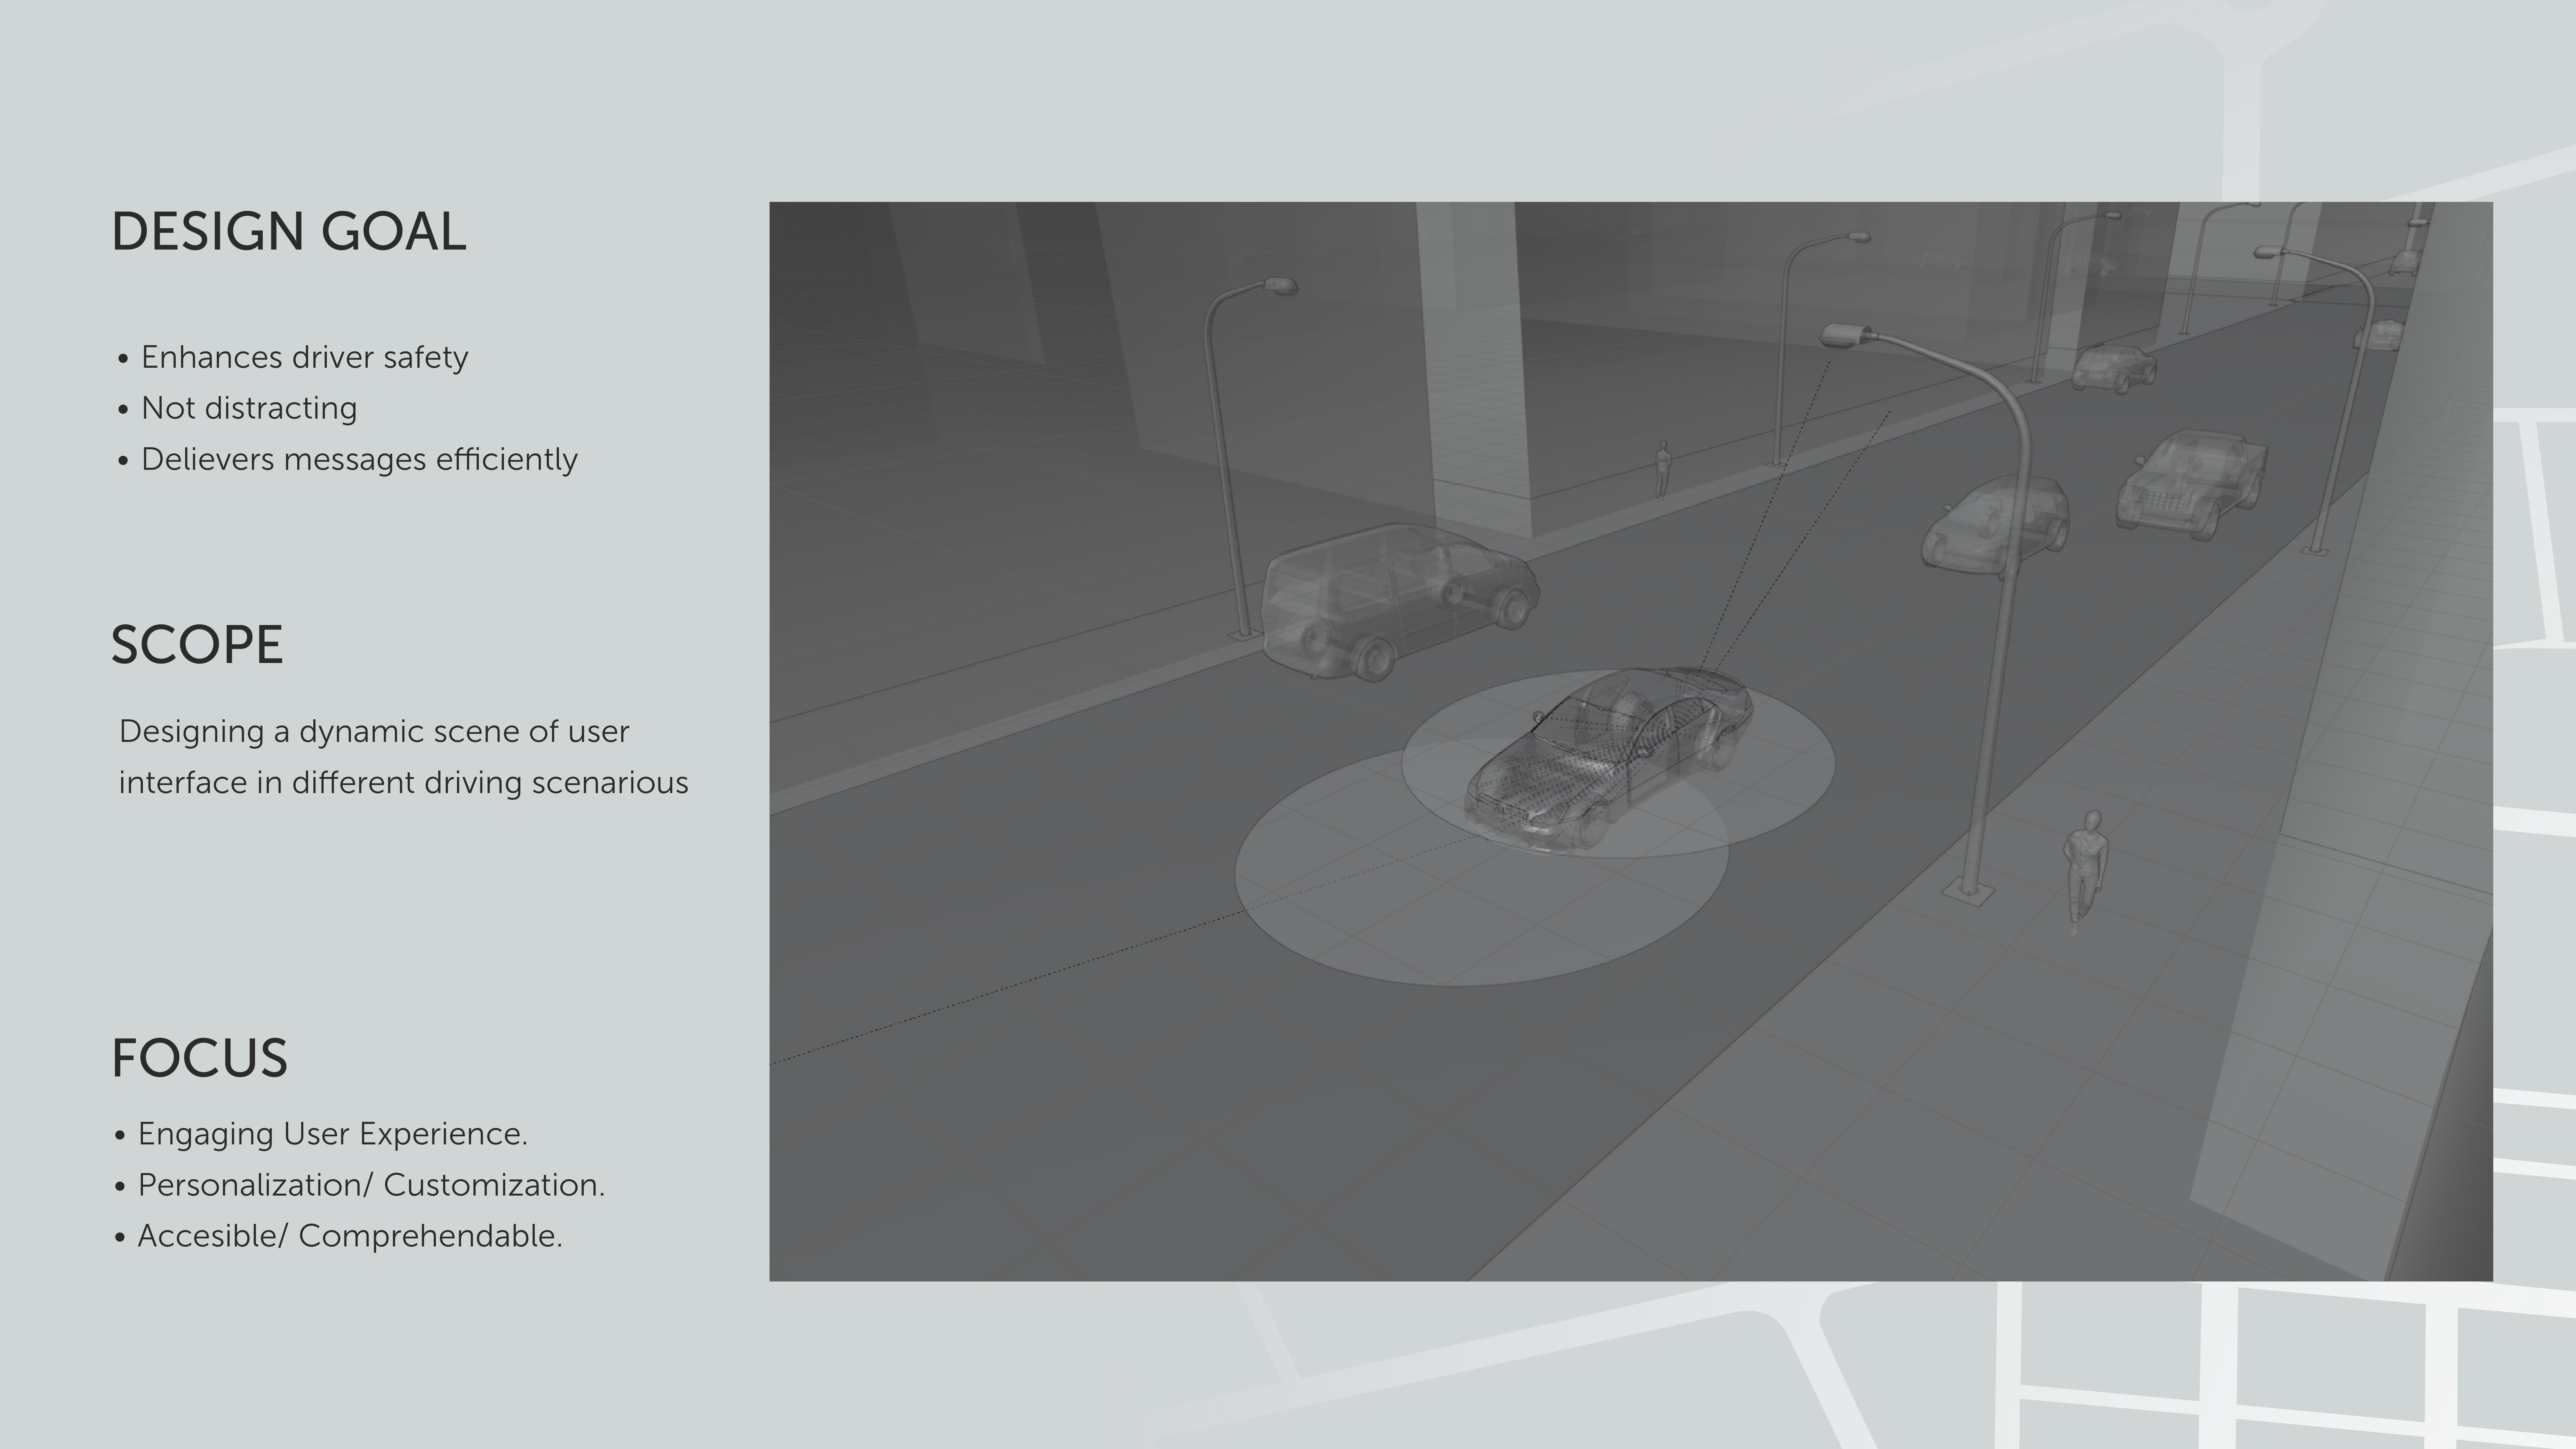 DESIGN GOAL
• Enhances driver safety
• Not distracting
• Delievers messages efficiently
SCOPE
Designing a dynamic scene of user
interface in different driving scenarious
FOCUS
• Engaging User Experience.
• Personalization/ Customization.
• Accesible/ Comprehendable.